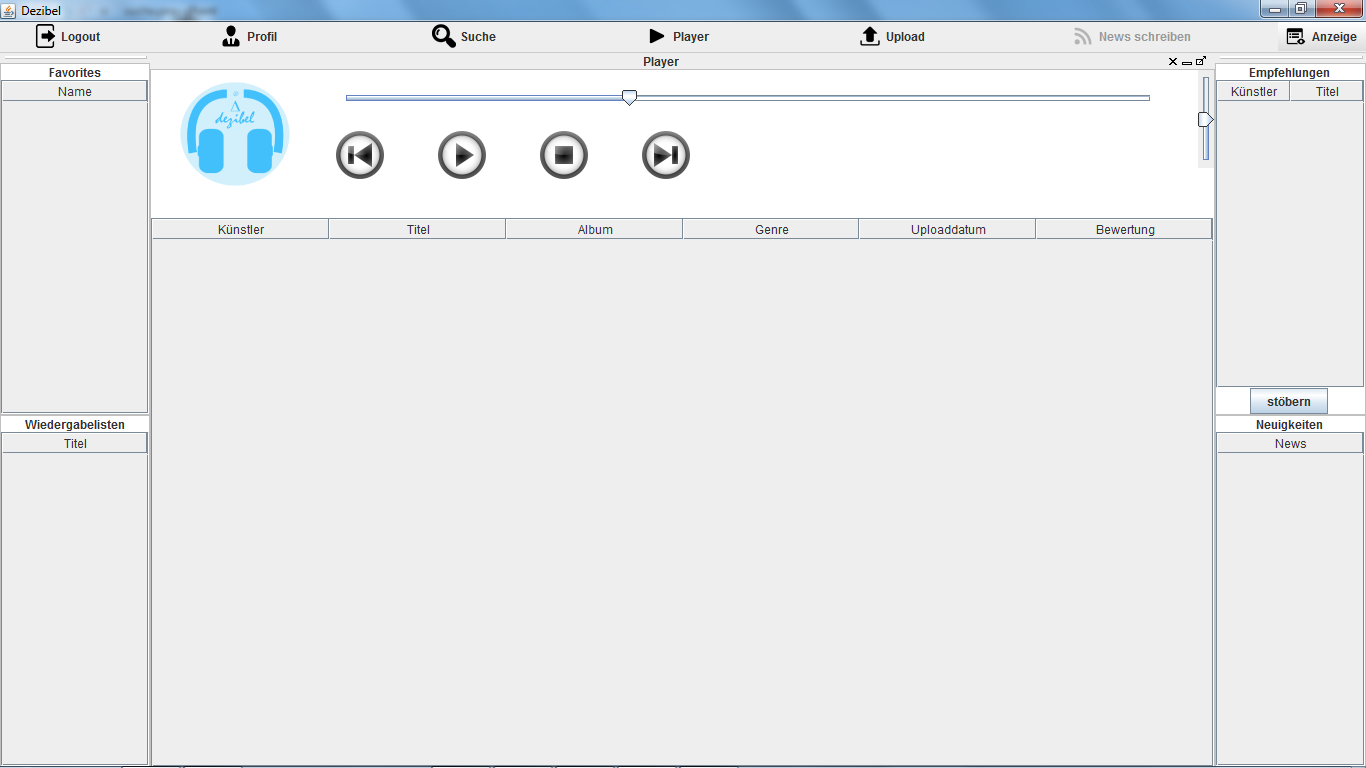 Dezibel
Logout Profil Suche Player Upload News schreiben Anzeige
Player
Favorites
Name
Wiedergabelisten
Titel
dezibel
Künstler Titel Album Genre Uploaddatum Bewertung
Empfehlungen
Künstler Titel
stöbern
Neuigkeiten
News